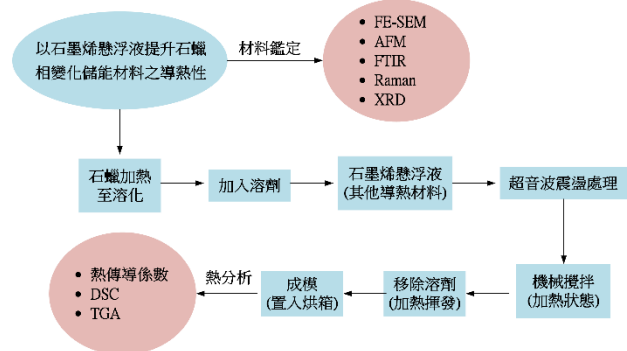 以石墨烯懸浮液提升石蠟
相變化儲能材料之導熱性
材料鑑定
• FE-SEM
• AFM
• FTIR
• Raman
• XRD
石蠟加熱
至溶化
加入溶劑
石墨烯懸浮液
(其他導熱材料)
超音波震盪處理
機械攪拌
(加熱狀態)
移除溶劑
(加熱揮發)
成模
(置入烘箱)
熱分析
• 熱傳導係數
• DSC
• TGA